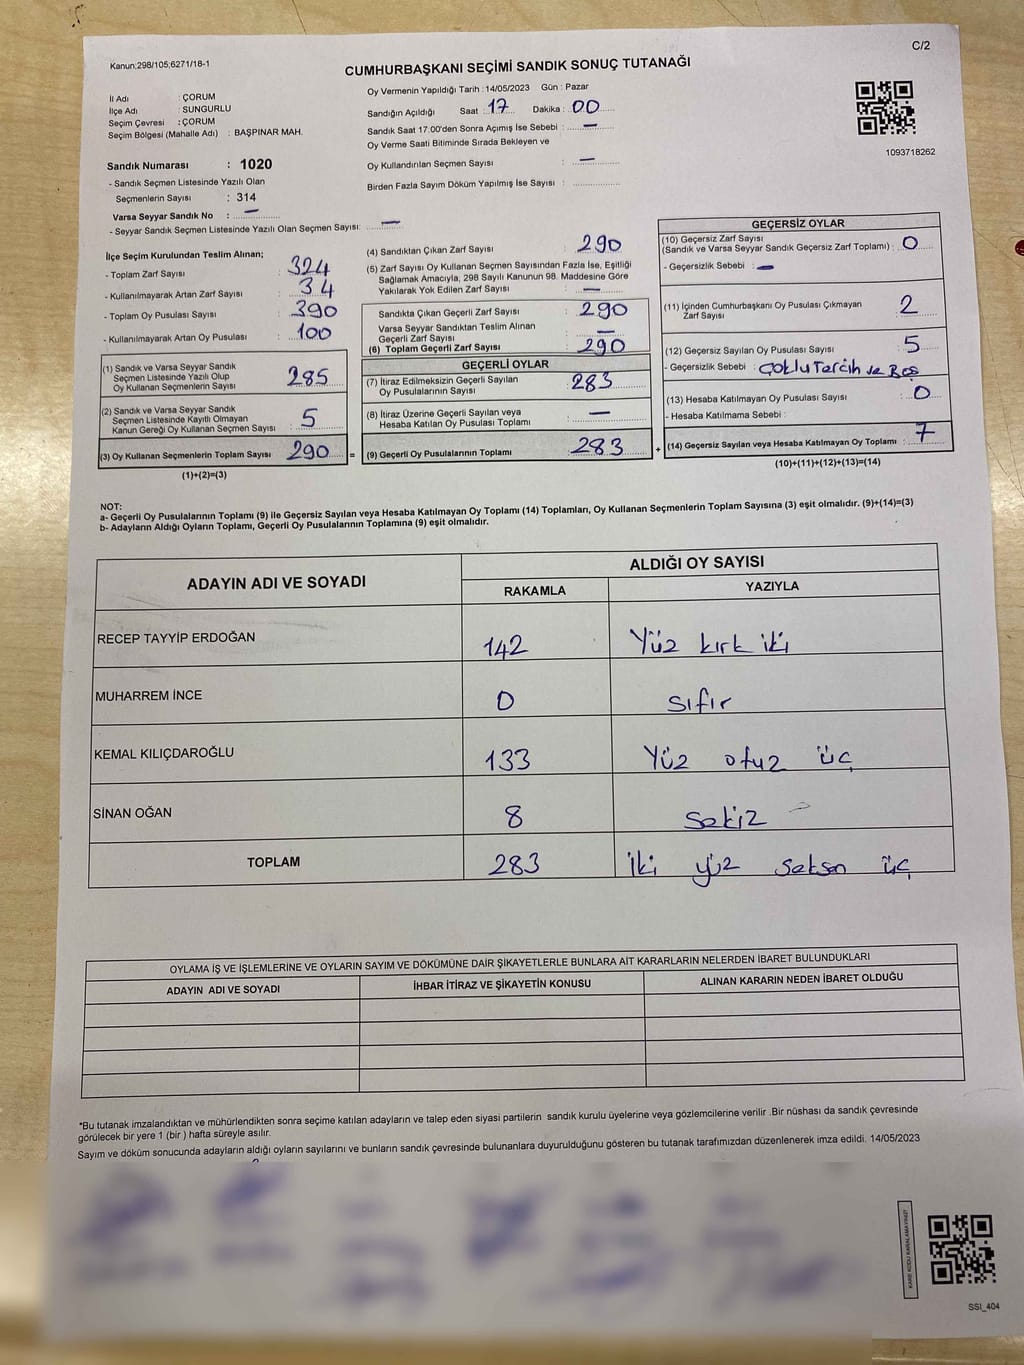 C/2
Kanun:298/105;6271/18-1
CUMHURBAŞKANI SEÇİMİ SANDIK SONUÇ TUTANAĞI
İl Adı : ÇORUM
İlçe Adı : SUNGURLU
Seçim Çevresi : ÇORUM
Seçim Bölgesi (Mahalle Adı) : BAŞPINAR MAH.
Sandık Numarası : 1020
- Sandık Seçmen Listesinde Yazılı Olan
Seçmenlerin Sayısı : 314
Varsa Seyyar Sandık No : —
- Seyyar Sandık Seçmen Listesinde Yazılı Olan Seçmen Sayısı: —
Oy Vermenin Yapıldığı Tarih : 14/05/2023 Gün : Pazar
Sandığın Açıldığı Saat : 17 Dakika : 00
Sandık Saat 17:00'den Sonra Açımış İse Sebebi : —
Oy Verme Saati Bitiminde Sırada Bekleyen ve
Oy Kullandırılan Seçmen Sayısı : —
Birden Fazla Sayım Döküm Yapılmış İse Sayısı :
1093718262
İlçe Seçim Kurulundan Teslim Alınan;
- Toplam Zarf Sayısı : 324
- Kullanılmayarak Artan Zarf Sayısı : 34
- Toplam Oy Pusulası Sayısı : 390
- Kullanılmayarak Artan Oy Pusulası : 100
(1) Sandık ve Varsa Seyyar Sandık
Seçmen Listesinde Yazılı Olup
Oy Kullanan Seçmenlerin Sayısı : 285
(2) Sandık ve Varsa Seyyar Sandık
Seçmen Listesinde Kayıtlı Olmayan
Kanun Gereği Oy Kullanan Seçmen Sayısı : 5
(3) Oy Kullanan Seçmenlerin Toplam Sayısı 290 =
(1)+(2)=(3)
(4) Sandıktan Çıkan Zarf Sayısı : 290
(5) Zarf Sayısı Oy Kullanan Seçmen Sayısından Fazla İse, Eşitliği
Sağlamak Amacıyla, 298 Sayılı Kanunun 98. Maddesine Göre
Yakılarak Yok Edilen Zarf Sayısı : —
Sandıkta Çıkan Geçerli Zarf Sayısı : 290
Varsa Seyyar Sandıktan Teslim Alınan
Geçerli Zarf Sayısı : —
(6) Toplam Geçerli Zarf Sayısı : 290
GEÇERLİ OYLAR
(7) İtiraz Edilmeksizin Geçerli Sayılan
Oy Pusulalarının Sayısı : 283
(8) İtiraz Üzerine Geçerli Sayılan veya
Hesaba Katılan Oy Pusulası Toplamı : —
(9) Geçerli Oy Pusulalarının Toplamı : 283 +
GEÇERSİZ OYLAR
(10) Geçersiz Zarf Sayısı
(Sandık ve Varsa Seyyar Sandık Geçersiz Zarf Toplamı) : 0
- Geçersizlik Sebebi : —
(11) İçinden Cumhurbaşkanı Oy Pusulası Çıkmayan
Zarf Sayısı : 2
(12) Geçersiz Sayılan Oy Pusulası Sayısı : 5
- Geçersizlik Sebebi : Çoklu Tercih ve Boş
(13) Hesaba Katılmayan Oy Pusulası Sayısı : 0
- Hesaba Katılmama Sebebi :
(14) Geçersiz Sayılan veya Hesaba Katılmayan Oy Toplamı : 7
(10)+(11)+(12)+(13)=(14)
NOT:
a- Geçerli Oy Pusulalarının Toplamı (9) ile Geçersiz Sayılan veya Hesaba Katılmayan Oy Toplamı (14) Toplamları, Oy Kullanan Seçmenlerin Toplam Sayısına (3) eşit olmalıdır. (9)+(14)=(3)
b- Adayların Aldığı Oyların Toplamı, Geçerli Oy Pusulalarının Toplamına (9) eşit olmalıdır.
ADAYIN ADI VE SOYADI ALDIĞI OY SAYISI
RAKAMLA YAZIYLA
RECEP TAYYİP ERDOĞAN 142 Yüz kırk iki
MUHARREM İNCE 0 sıfır
KEMAL KILIÇDAROĞLU 133 Yüz otuz üç
SİNAN OĞAN 8 Sekiz
TOPLAM 283 iki yüz seksen üç
OYLAMA İŞ VE İŞLEMLERİNE VE OYLARIN SAYIM VE DÖKÜMÜNE DAİR ŞİKAYETLERLE BUNLARA AİT KARARLARIN NELERDEN İBARET BULUNDUKLARI
ADAYIN ADI VE SOYADI İHBAR İTİRAZ VE ŞİKAYETİN KONUSU ALINAN KARARIN NEDEN İBARET OLDUĞU
*Bu tutanak imzalandıktan ve mühürlendikten sonra seçime katılan adayların ve talep eden siyasi partilerin sandık kurulu üyelerine veya gözlemcilerine verilir .Bir nüshası da sandık çevresinde
görülecek bir yere 1 (bir ) hafta süreyle asılır.
Sayım ve döküm sonucunda adayların aldığı oyların sayılarını ve bunların sandık çevresinde bulunanlara duyurulduğunu gösteren bu tutanak tarafımızdan düzenlenerek imza edildi. 14/05/2023
KARE KODU KARALAMAYINIZ!
SSI_404